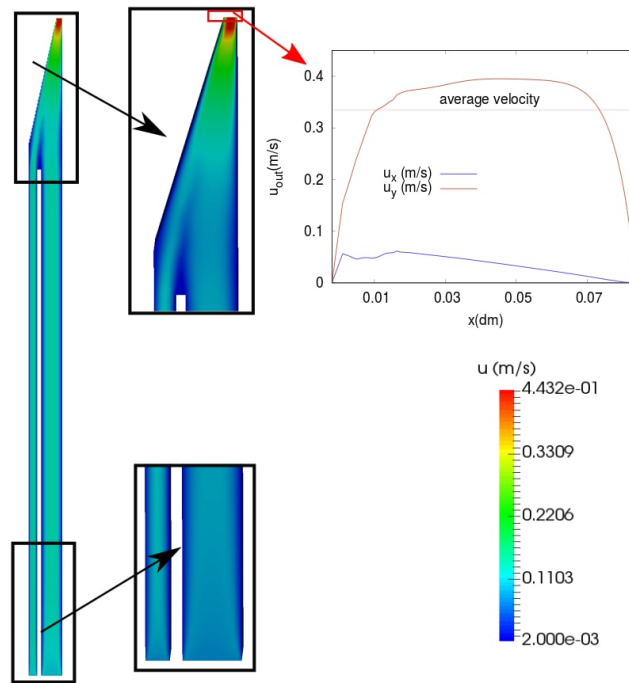 0.4
average velocity
0.3
u_out(m/s)
0.2
u_x (m/s)
u_y (m/s)
0.1
0
0.01
0.03
0.05
0.07
x(dm)
u (m/s)
4.432e-01
0.3309
0.2206
0.1103
2.000e-03